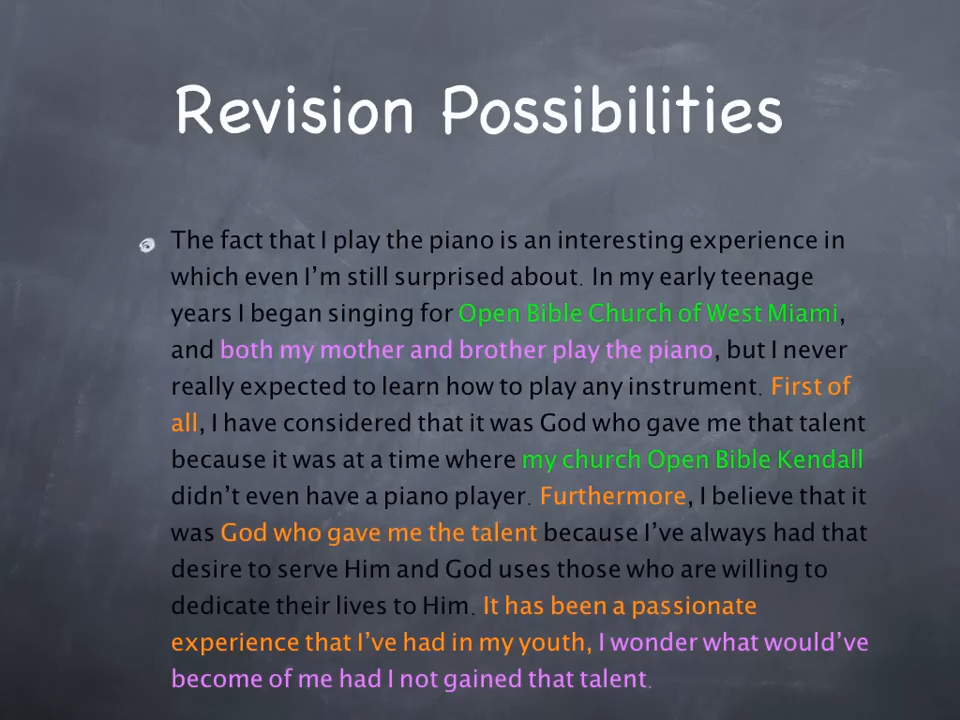 Revision Possibilities
The fact that I play the piano is an interesting experience in
which even I'm still surprised about. In my early teenage
years I began singing for Open Bible Church of West Miami,
and both my mother and brother play the piano, but I never
really expected to learn how to play any instrument. First of
all, I have considered that it was God who gave me that talent
because it was at a time where my church Open Bible Kendall
didn't even have a piano player. Furthermore, I believe that it
was God who gave me the talent because I've always had that
desire to serve Him and God uses those who are willing to
dedicate their lives to Him. It has been a passionate
experience that I've had in my youth, I wonder what would've
become of me had I not gained that talent.